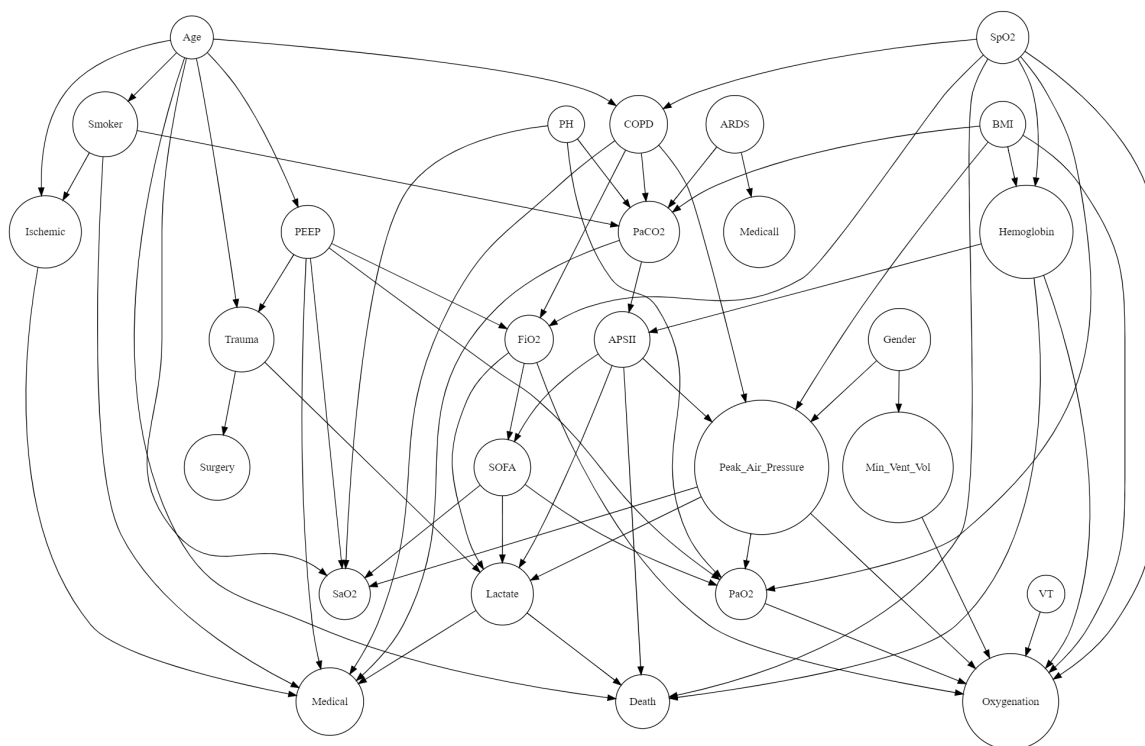 Age
SpO2
Smoker
PH
COPD
ARDS
BMI
Ischemic
PEEP
PaCO2
Medicall
Hemoglobin
Trauma
FiO2
APSII
Gender
Surgery
SOFA
Peak_Air_Pressure
Min_Vent_Vol
SaO2
Lactate
PaO2
VT
Medical
Death
Oxygenation